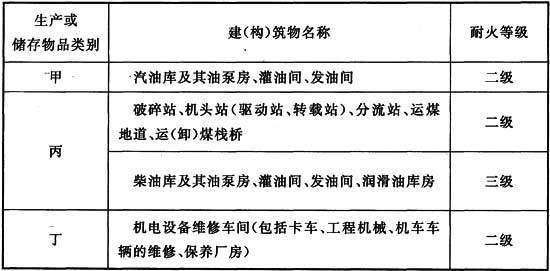 生产或
储存物品类别
建(构)筑物名称
耐火等级
甲
汽油库及其油泵房、灌油间、发油间
二级
丙
破碎站、机头站(驱动站、转载站)、分流站、运煤
地道、运(卸)煤栈桥
二级
柴油库及其油泵房、灌油间、发油间、润滑油库房
三级
丁
机电设备维修车间(包括卡车、工程机械、机车车
辆的维修、保养厂房)
二级